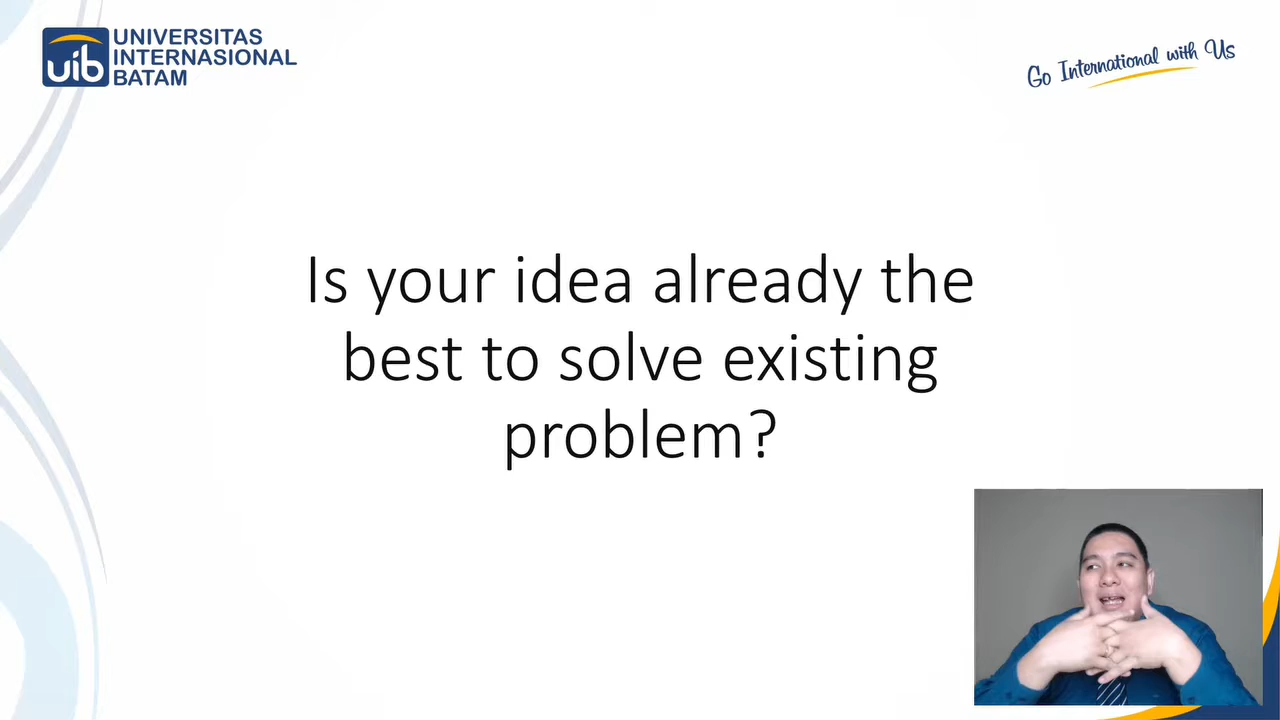 UNIVERSITAS
INTERNASIONAL
BATAM
uib
Go International with Us
Is your idea already the
best to solve existing
problem?